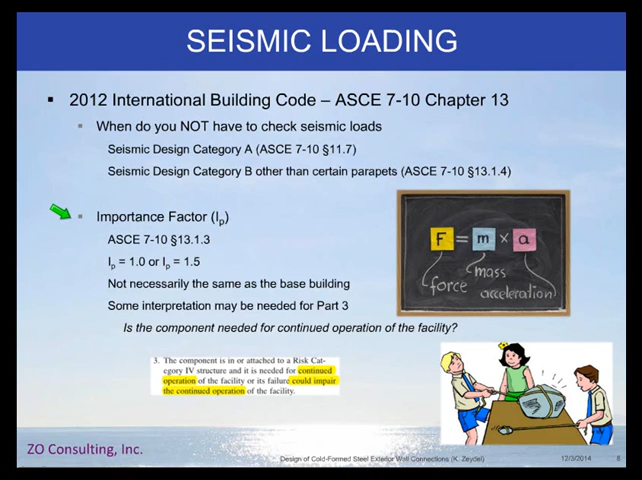 SEISMIC LOADING
▪ 2012 International Building Code – ASCE 7-10 Chapter 13
▪ When do you NOT have to check seismic loads
Seismic Design Category A (ASCE 7-10 §11.7)
Seismic Design Category B other than certain parapets (ASCE 7-10 §13.1.4)
▪ Importance Factor (Ip)
ASCE 7-10 §13.1.3
Ip = 1.0 or Ip = 1.5
Not necessarily the same as the base building
Some interpretation may be needed for Part 3
Is the component needed for continued operation of the facility?
F = m × a
force mass acceleration
3. The component is in or attached to a Risk Cat-
egory IV structure and it is needed for continued
operation of the facility or its failure could impair
the continued operation of the facility.
ZO Consulting, Inc.
Design of Cold-Formed Steel Exterior Wall Connections (K. Zeydel)
12/3/2014
8